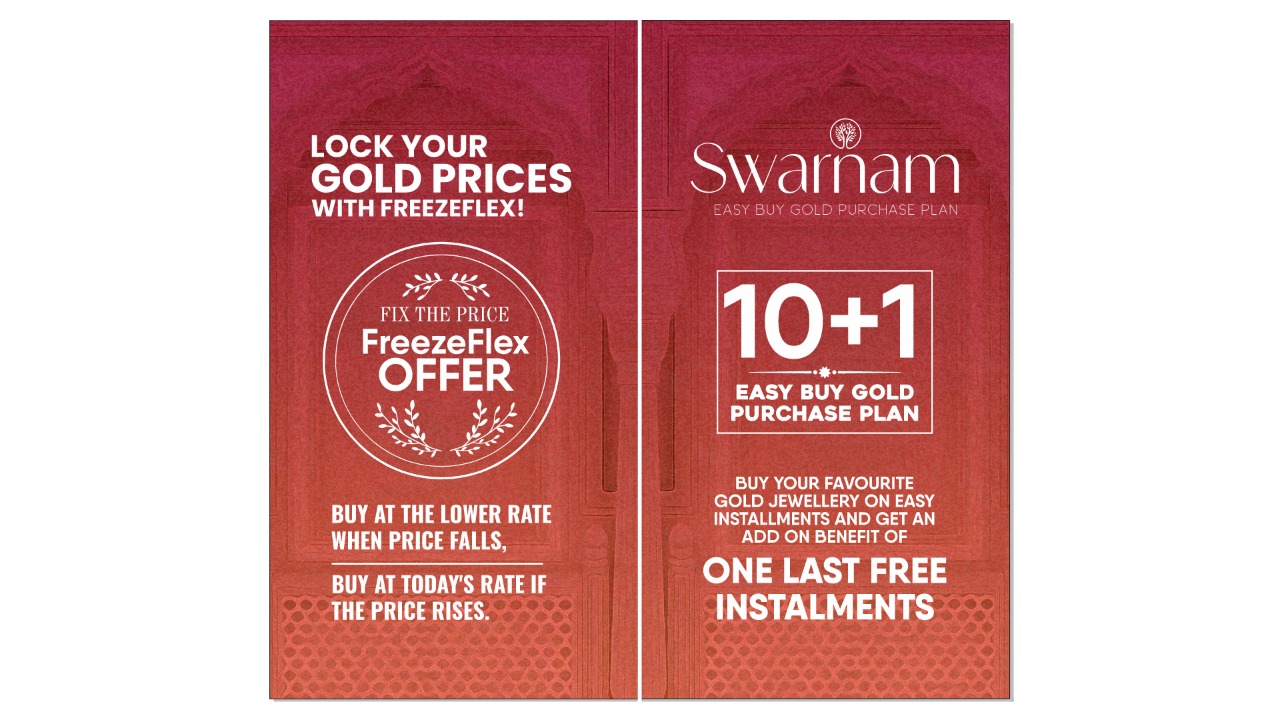 LOCK YOUR
GOLD PRICES
WITH FREEZEFLEX!
FIX THE PRICE
FreezeFlex
OFFER
BUY AT THE LOWER RATE
WHEN PRICE FALLS,
BUY AT TODAY'S RATE IF
THE PRICE RISES.
Swarnam
EASY BUY GOLD PURCHASE PLAN
10+1
EASY BUY GOLD
PURCHASE PLAN
BUY YOUR FAVOURITE
GOLD JEWELLERY ON EASY
INSTALLMENTS AND GET AN
ADD ON BENEFIT OF
ONE LAST FREE
INSTALMENTS